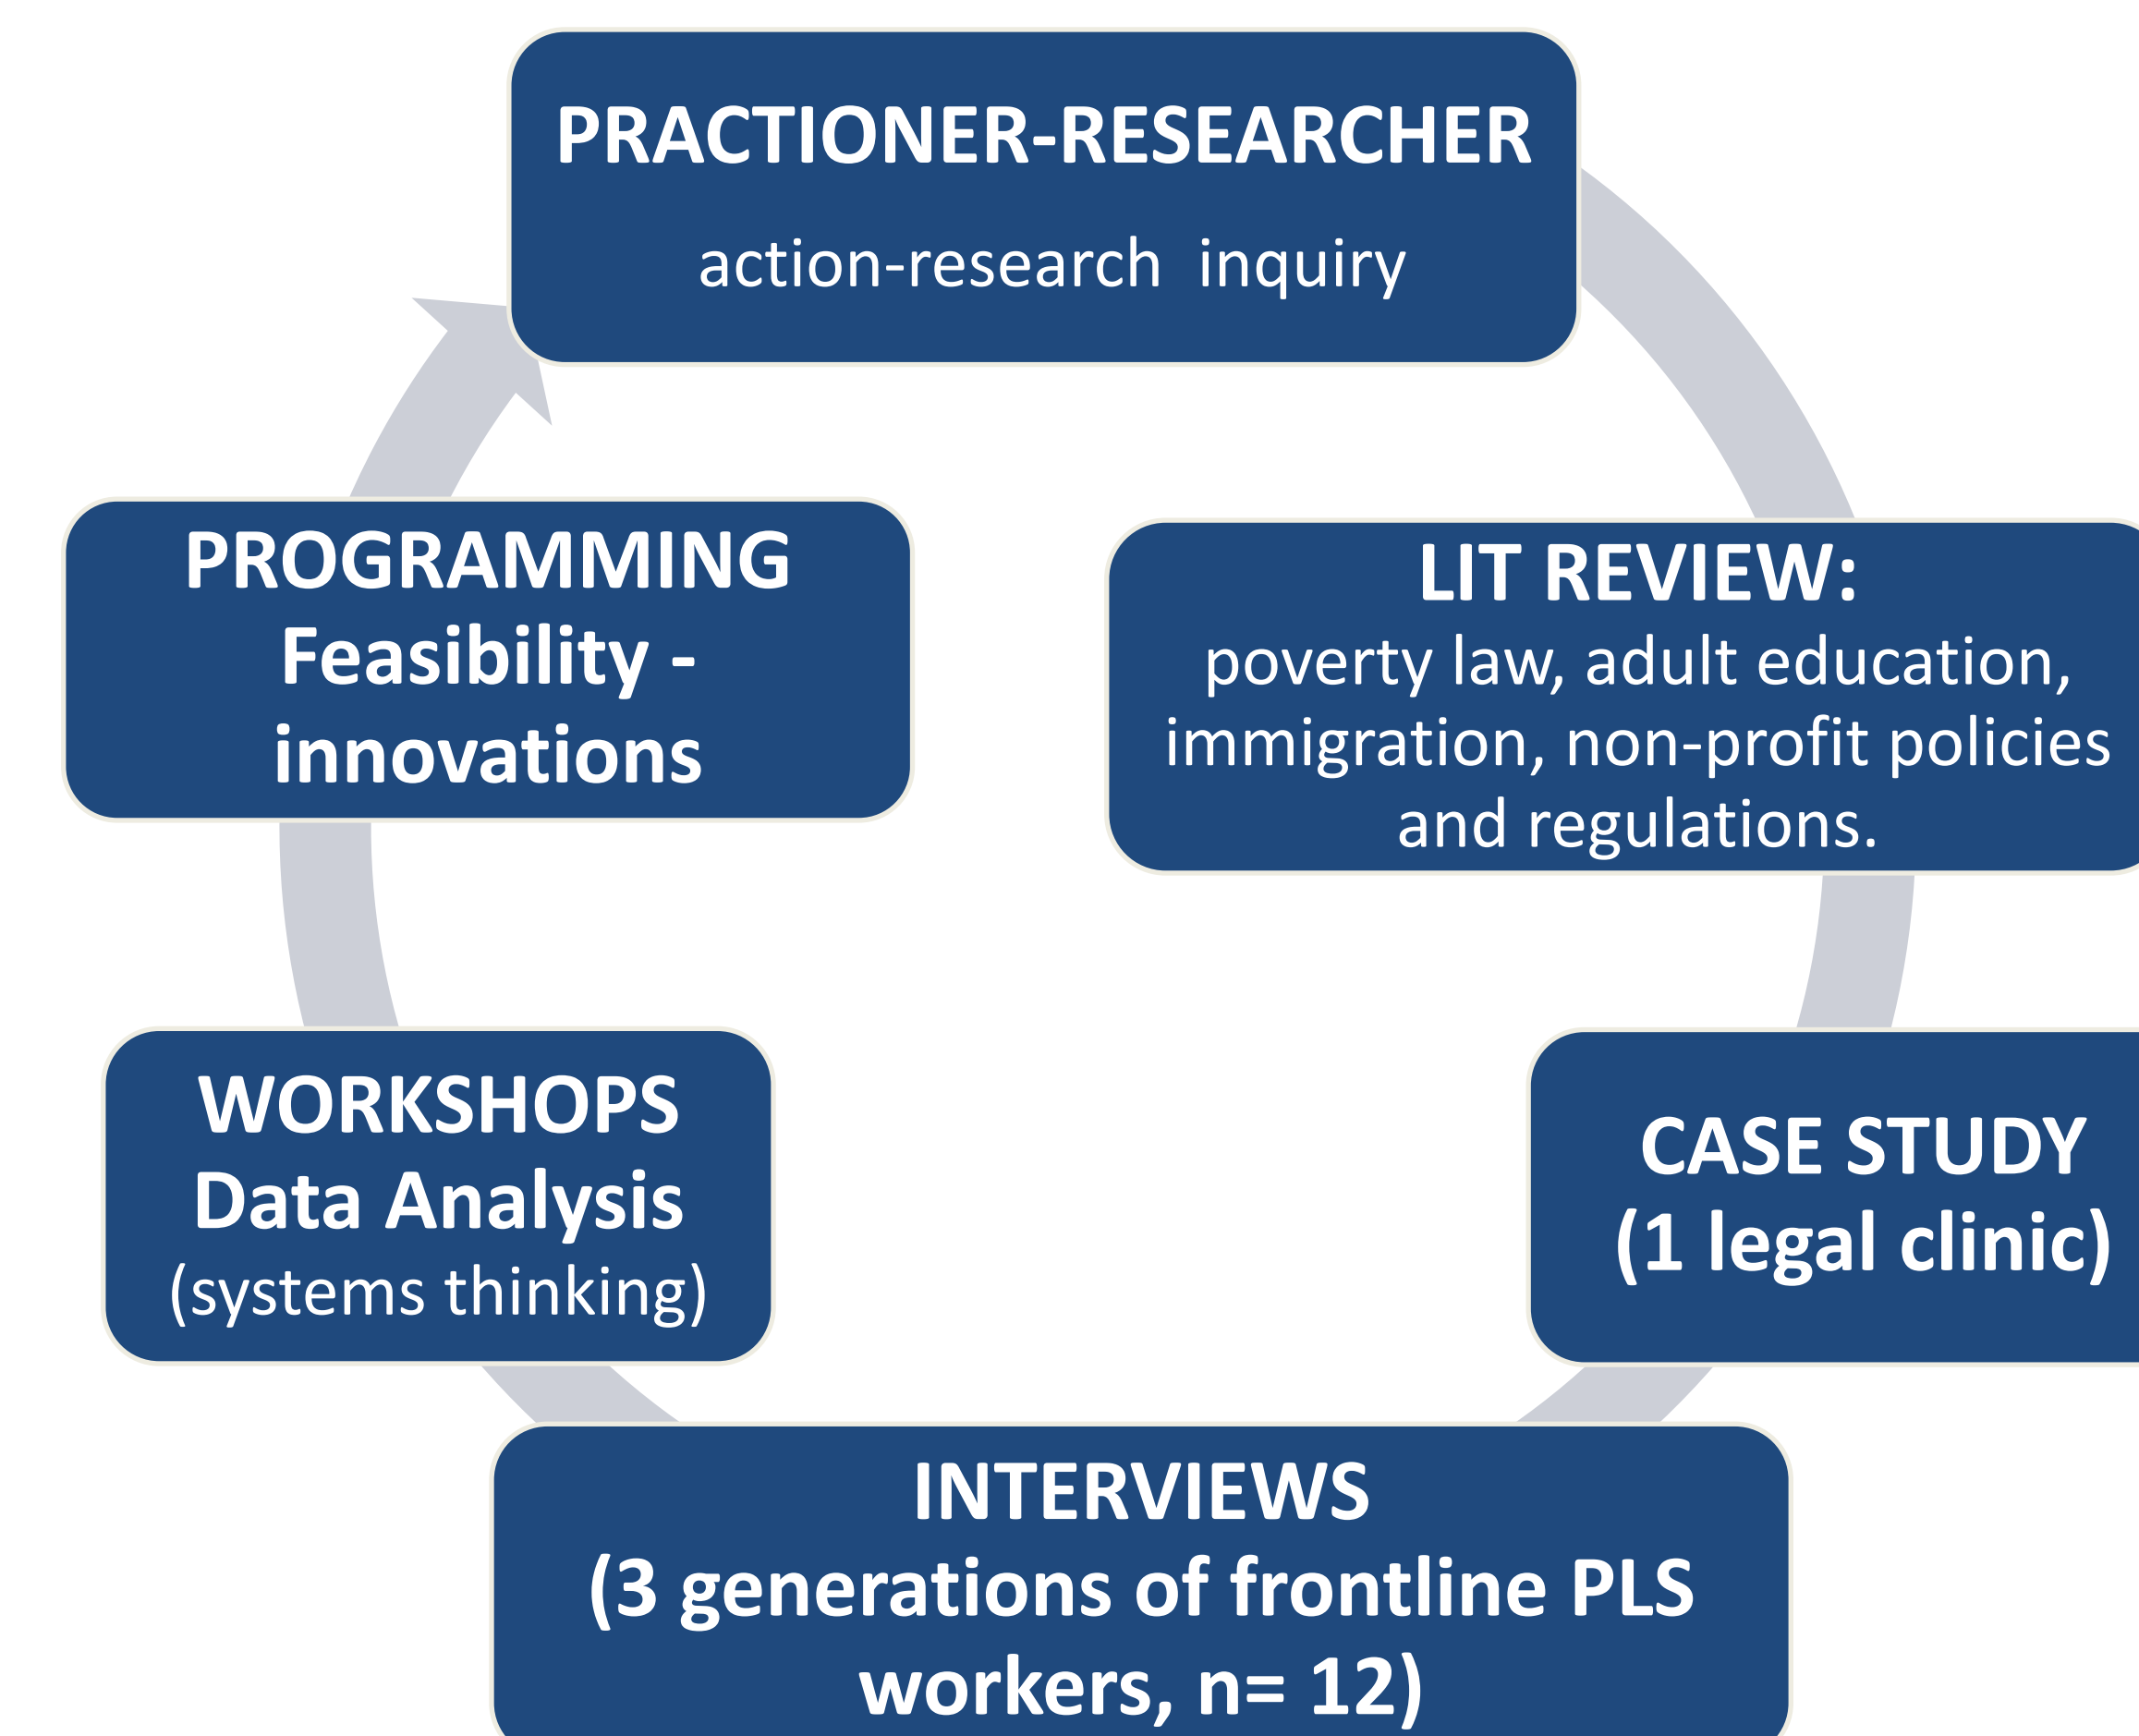 PRACTIONER-RESEARCHER
action-research inquiry
LIT REVIEW:
poverty law, adult education,
immigration, non-profit policies
and regulations.
CASE STUDY
(1 legal clinic)
INTERVIEWS
(3 generations of frontline PLS
workers, n= 12)
WORKSHOPS
Data Analysis
(systems thinking)
PROGRAMMING
Feasibility -
innovations